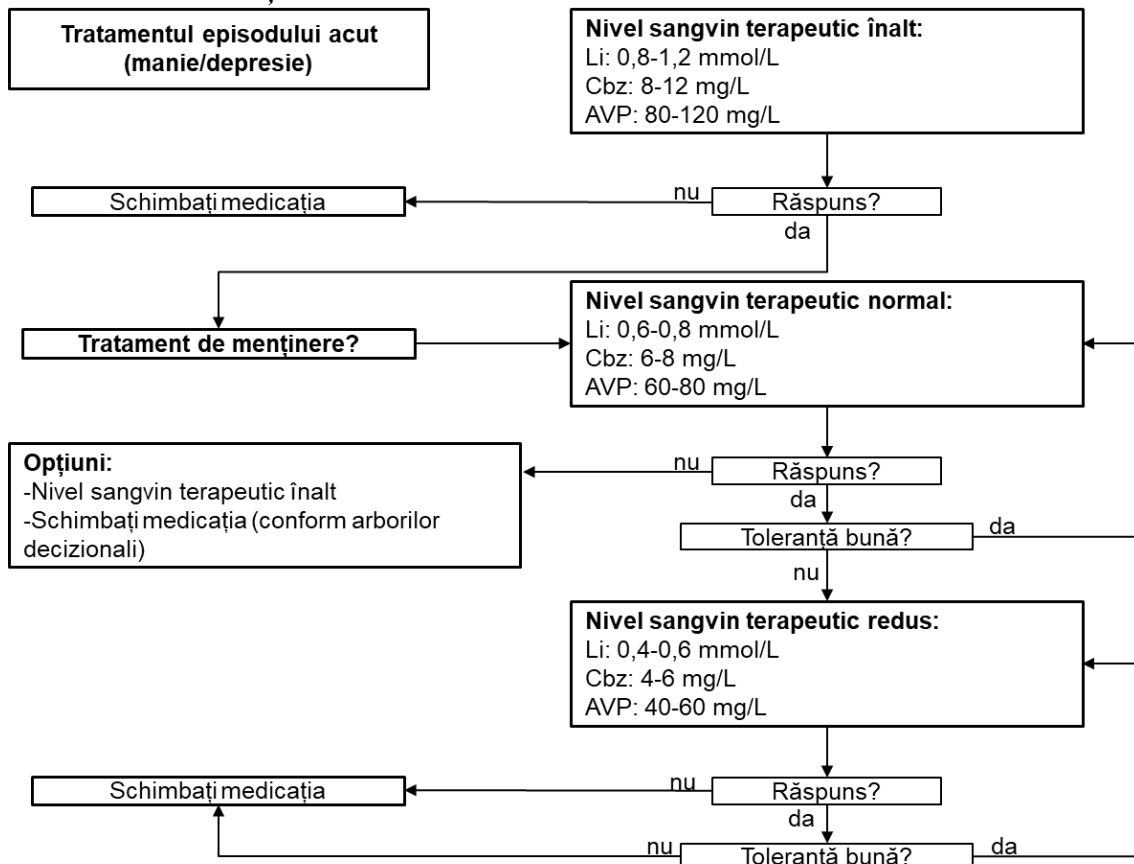 Tratamentul episodului acut
(manie/depresie)
Nivel sangvin terapeutic înalt:
Li: 0,8-1,2 mmol/L
Cbz: 8-12 mg/L
AVP: 80-120 mg/L
Schimbați medicația
nu
Răspuns?
da
Tratament de menținere?
Nivel sangvin terapeutic normal:
Li: 0,6-0,8 mmol/L
Cbz: 6-8 mg/L
AVP: 60-80 mg/L
Opțiuni:
-Nivel sangvin terapeutic înalt
-Schimbați medicația (conform arborilor
decizionali)
nu
Răspuns?
da
Toleranță bună?
da
nu
Nivel sangvin terapeutic redus:
Li: 0,4-0,6 mmol/L
Cbz: 4-6 mg/L
AVP: 40-60 mg/L
Schimbați medicația
nu
Răspuns?
da
nu
Toleranță bună?
da